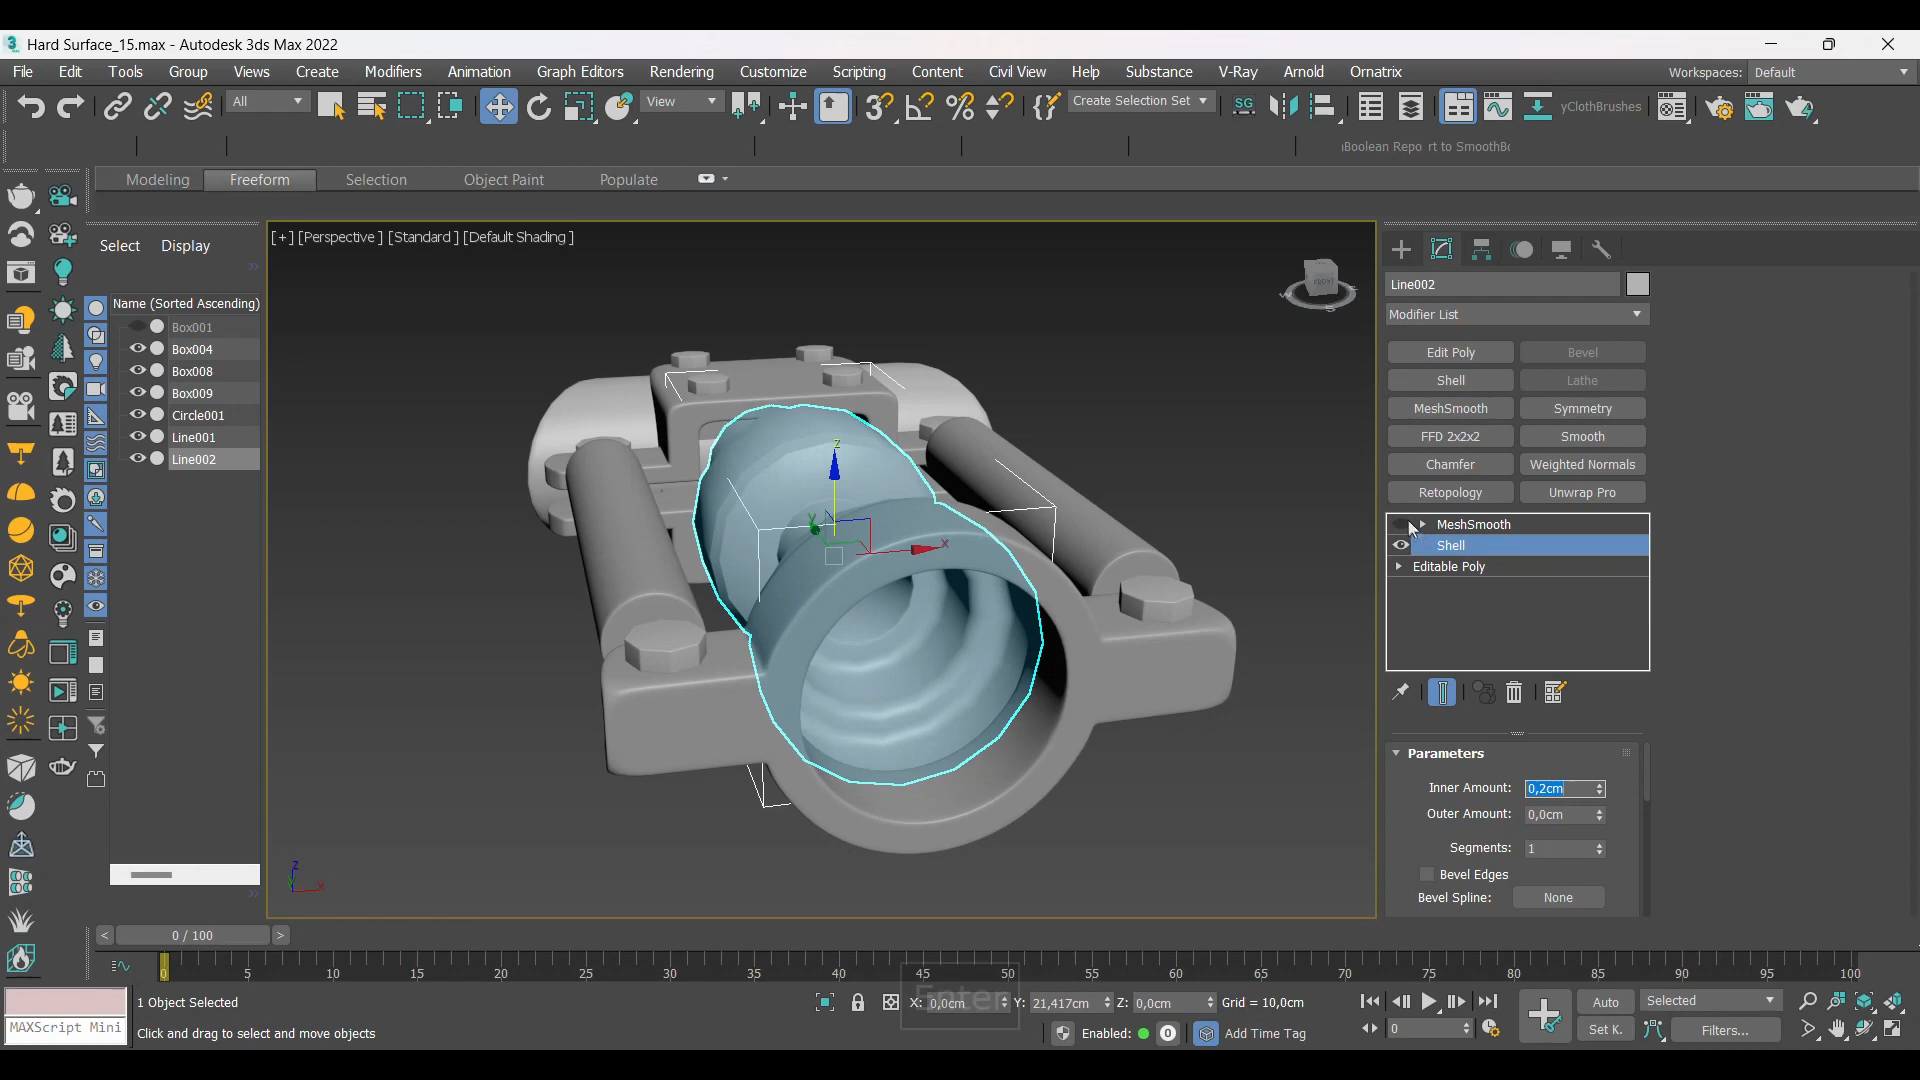 Hard Surface_15.max - Autodesk 3ds Max 2022
File Edit Tools Group Views Create Modifiers Animation Graph Editors Rendering Customize Scripting Content Civil View Help Substance V-Ray Arnold Ornatrix Workspaces: Default
All View Create Selection Set SG yClothBrushes
Boolean Repo rt to SmoothBo
Modeling Freeform Selection Object Paint Populate
Select Display
[+] [Perspective] [Standard] [Default Shading]
Name (Sorted Ascending)
Box001
Box004
Box008
Box009
Circle001
Line001
Line002
FRONT
W S
z
y
x
z
x
Line002
Modifier List
Edit Poly Bevel
Shell Lathe
MeshSmooth Symmetry
FFD 2x2x2 Smooth
Chamfer Weighted Normals
Retopology Unwrap Pro
MeshSmooth
Shell
Editable Poly
Parameters
Inner Amount: 0,2cm
Outer Amount: 0,0cm
Segments: 1
Bevel Edges
Bevel Spline: None
< 0 / 100 >
0 5 10 15 20 25 30 35 40 45 50 55 60 65 70 75 80 85 90 95 100
Enter
1 Object Selected X: 0,0cm Y: 21,417cm Z: 0,0cm Grid = 10,0cm Auto Selected
MAXScript Mini Click and drag to select and move objects Enabled: 0 Add Time Tag 0 Set K. Filters...